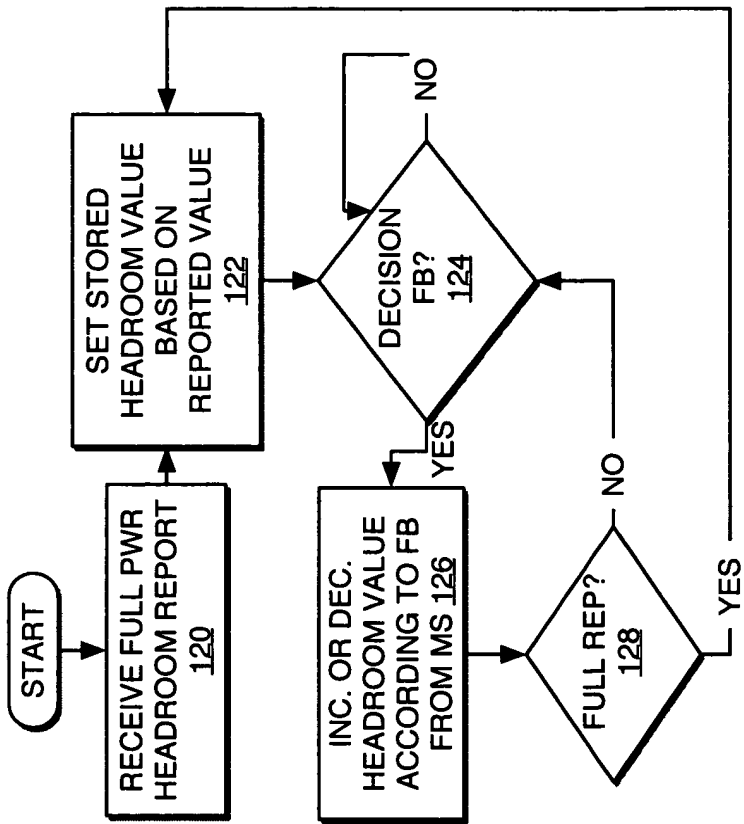 START
RECEIVE FULL PWR
HEADROOM REPORT
120
SET STORED
HEADROOM VALUE
BASED ON
REPORTED VALUE
122
DECISION
FB?
124
NO
YES
INC. OR DEC.
HEADROOM VALUE
ACCORDING TO FB
FROM MS 126
FULL REP?
128
NO
YES